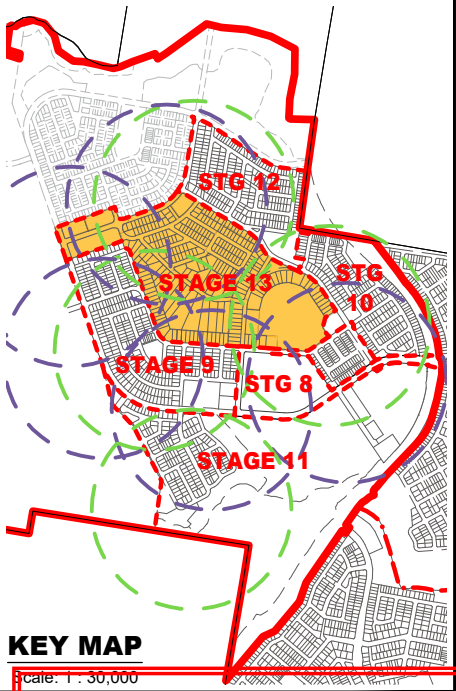 STG 12
STG
10
STAGE 13
STAGE 9
STG 8
STAGE 11
KEY MAP
Scale: 1 : 30,000